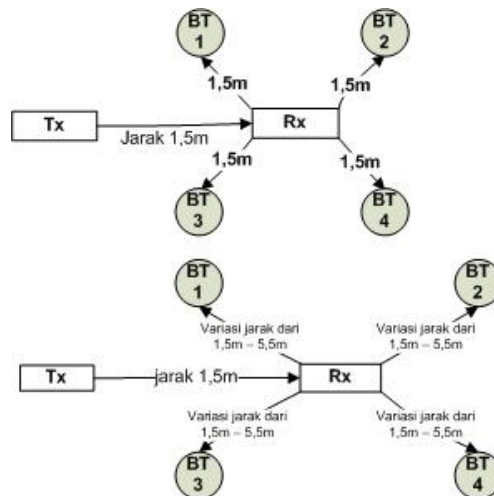 BT
1
BT
2
1,5m
1,5m
Tx
Rx
Jarak 1,5m
1,5m
1,5m
BT
3
BT
4
BT
1
BT
2
Variasi jarak dari
1,5m – 5,5m
Variasi jarak dari
1,5m – 5,5m
Tx
jarak 1,5m
Rx
Variasi jarak dari
1,5m – 5,5m
Variasi jarak dari
1,5m – 5,5m
BT
3
BT
4